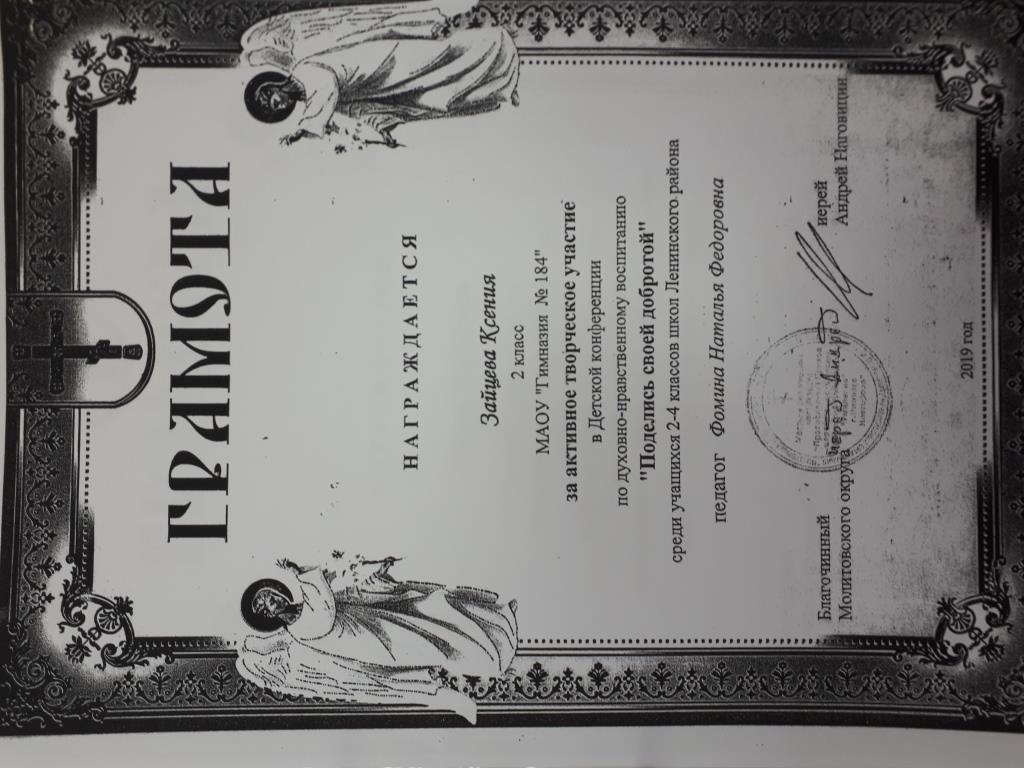 ГРАМОТА
НАГРАЖДАЕТСЯ
Зайцева Ксения
2 класс
МАОУ "Гимназия № 184"
за активное творческое участие
в Детской конференции
по духовно-нравственному воспитанию
"Поделись своей добротой"
среди учащихся 2-4 классов школ Ленинского района
педагог Фомина Наталья Федоровна
Благочинный иерей
Молитовского округа Андрей Наговицин
2019 год